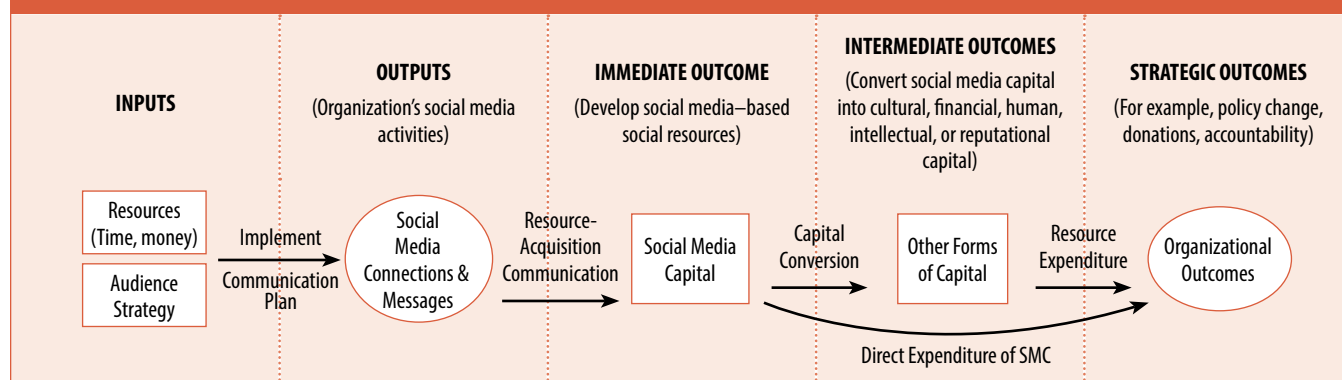 INPUTS
OUTPUTS
(Organization’s social media
activities)
IMMEDIATE OUTCOME
(Develop social media–based
social resources)
INTERMEDIATE OUTCOMES
(Convert social media capital
into cultural, financial, human,
intellectual, or reputational
capital)
STRATEGIC OUTCOMES
(For example, policy change,
donations, accountability)
Resources
(Time, money)
Audience
Strategy
Implement
Communication
Plan
Social
Media
Connections &
Messages
Resource-
Acquisition
Communication
Social Media
Capital
Capital
Conversion
Other Forms
of Capital
Resource
Expenditure
Organizational
Outcomes
Direct Expenditure of SMC